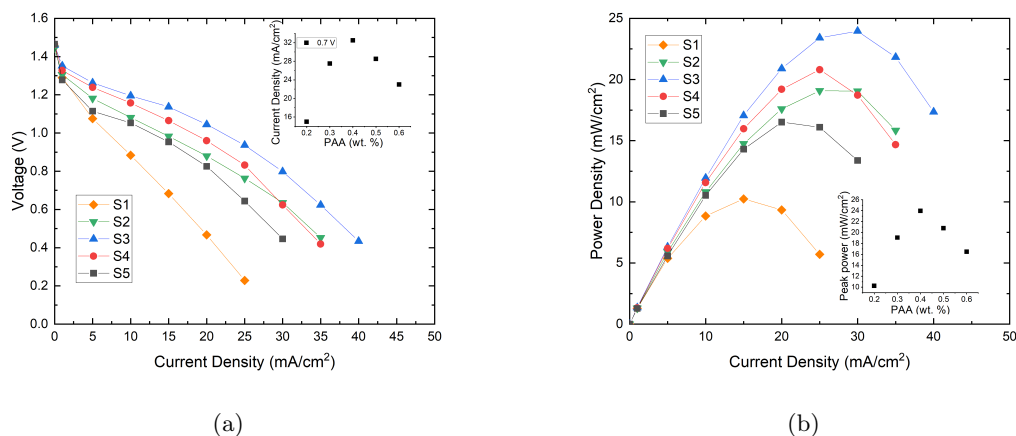 1.6
1.4
1.2
1.0
0.8
0.6
0.4
0.2
0.0
Voltage (V)
0 5 10 15 20 25 30 35 40 45 50
Current Density (mA/cm²)
S1
S2
S3
S4
S5
Current Density (mA/cm²)
32
28
24
20
16
0.7 V
0.2 0.3 0.4 0.5 0.6
PAA (wt. %)
(a)
25
20
15
10
5
0
Power Density (mW/cm²)
0 10 20 30 40 50
Current Density (mA/cm²)
S1
S2
S3
S4
S5
Peak power (mW/cm²)
26
24
22
20
18
16
14
12
10
0.2 0.3 0.4 0.5 0.6
PAA (wt. %)
(b)